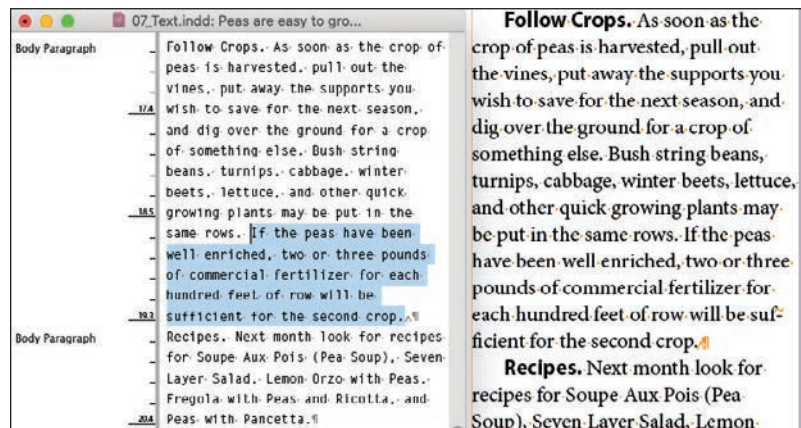 07_Text.indd: Peas are easy to gro...
Body Paragraph
Follow Crops. As soon as the crop of
peas is harvested, pull out the
vines, put away the supports you
17.4
wish to save for the next season,
and dig over the ground for a crop
of something else. Bush string
beans, turnips, cabbage, winter
beets, lettuce, and other quick
18.5
growing plants may be put in the
same rows. If the peas have been
well enriched, two or three pounds
of commercial fertilizer for each
hundred feet of row will be
19.3
sufficient for the second crop.¶
Body Paragraph
Recipes. Next month look for recipes
for Soupe Aux Pois (Pea Soup), Seven
Layer Salad, Lemon Orzo with Peas,
Fregola with Peas and Ricotta, and
20.4
Peas with Pancetta.¶
Follow Crops. As soon as the
crop of peas is harvested, pull out
the vines, put away the supports you
wish to save for the next season, and
dig over the ground for a crop of
something else. Bush string beans,
turnips, cabbage, winter beets, lettuce,
and other quick growing plants may
be put in the same rows. If the peas
have been well enriched, two or three
pounds of commercial fertilizer for
each hundred feet of row will be suf-
ficient for the second crop.¶
Recipes. Next month look for
recipes for Soupe Aux Pois (Pea
Soup), Seven Layer Salad, Lemon